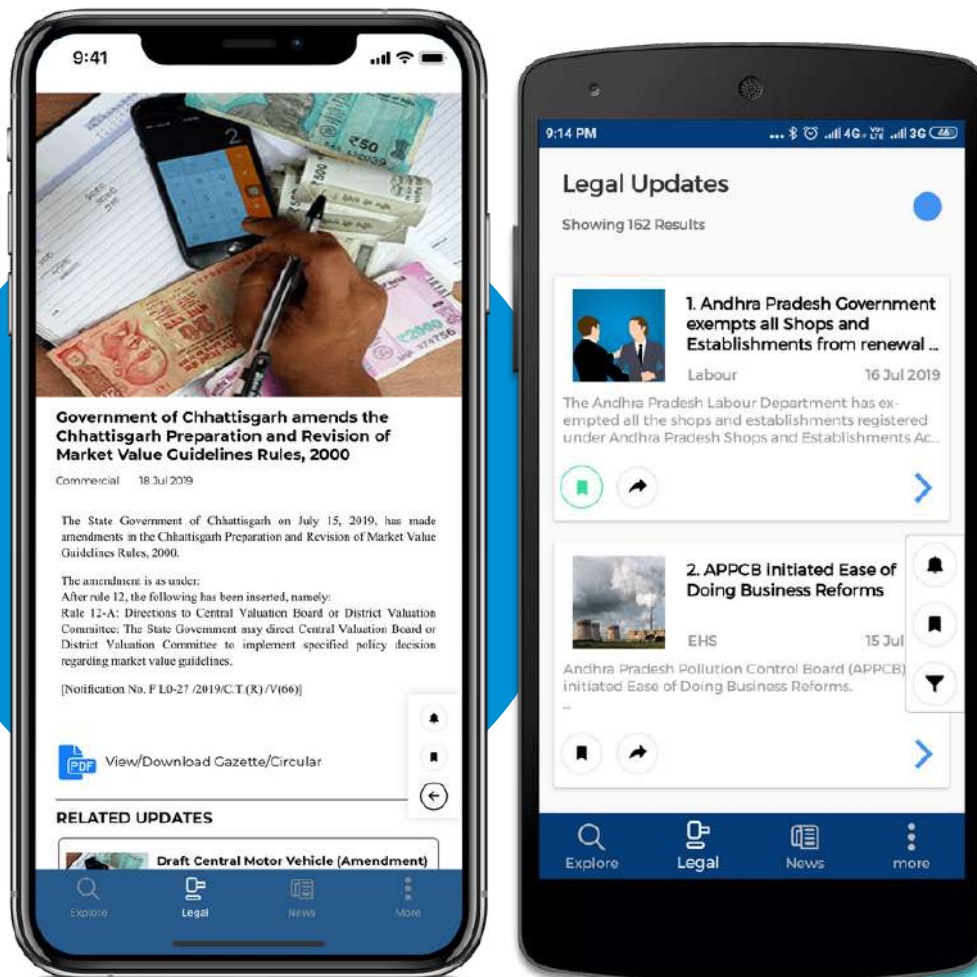 9:41
2
₹50
500
₹2000
Government of Chhattisgarh amends the
Chhattisgarh Preparation and Revision of
Market Value Guidelines Rules, 2000
Commercial 18 Jul 2019
The State Government of Chhattisgarh on July 15, 2019, has made
amendments in the Chhattisgarh Preparation and Revision of Market Value
Guidelines Rules, 2000.
The amendment is as under:
After rule 12, the following has been inserted, namely:
Rule 12-A: Directions to Central Valuation Board or District Valuation
Committee: The State Government may direct Central Valuation Board or
District Valuation Committee to implement specified policy decision
regarding market value guidelines.
[Notification No. F L0-27 /2019/C.T.(R) /V(66)]
PDF View/Download Gazette/Circular
RELATED UPDATES
Draft Central Motor Vehicle (Amendment)
Explore Legal News More
9:14 PM ... 4G 3G 46
Legal Updates
Showing 162 Results
1. Andhra Pradesh Government
exempts all Shops and
Establishments from renewal ...
Labour 16 Jul 2019
The Andhra Pradesh Labour Department has ex-
empted all the shops and establishments registered
under Andhra Pradesh Shops and Establishments Ac...
2. APPCB Initiated Ease of
Doing Business Reforms
EHS 15 Jul
Andhra Pradesh Pollution Control Board (APPCB)
initiated Ease of Doing Business Reforms.
...
Explore Legal News more